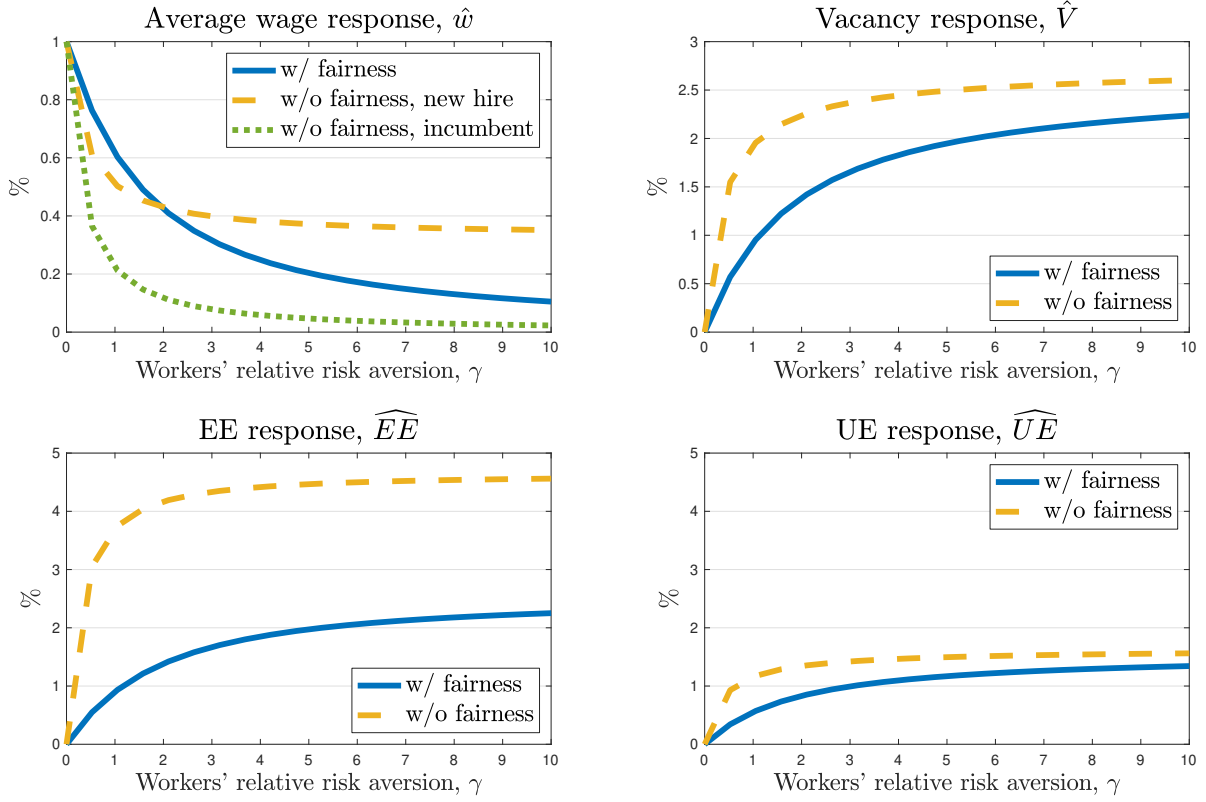 Average wage response, ŵ
1
0.8
0.6
0.4
0.2
0
%
w/ fairness
w/o fairness, new hire
w/o fairness, incumbent
0 1 2 3 4 5 6 7 8 9 10
Workers' relative risk aversion, γ
Vacancy response, V̂
3
2.5
2
1.5
1
0.5
0
%
w/ fairness
w/o fairness
0 1 2 3 4 5 6 7 8 9 10
Workers' relative risk aversion, γ
EE response, \widehat{EE}
5
4
3
2
1
0
%
w/ fairness
w/o fairness
0 1 2 3 4 5 6 7 8 9 10
Workers' relative risk aversion, γ
UE response, \widehat{UE}
5
4
3
2
1
0
%
w/ fairness
w/o fairness
0 1 2 3 4 5 6 7 8 9 10
Workers' relative risk aversion, γ